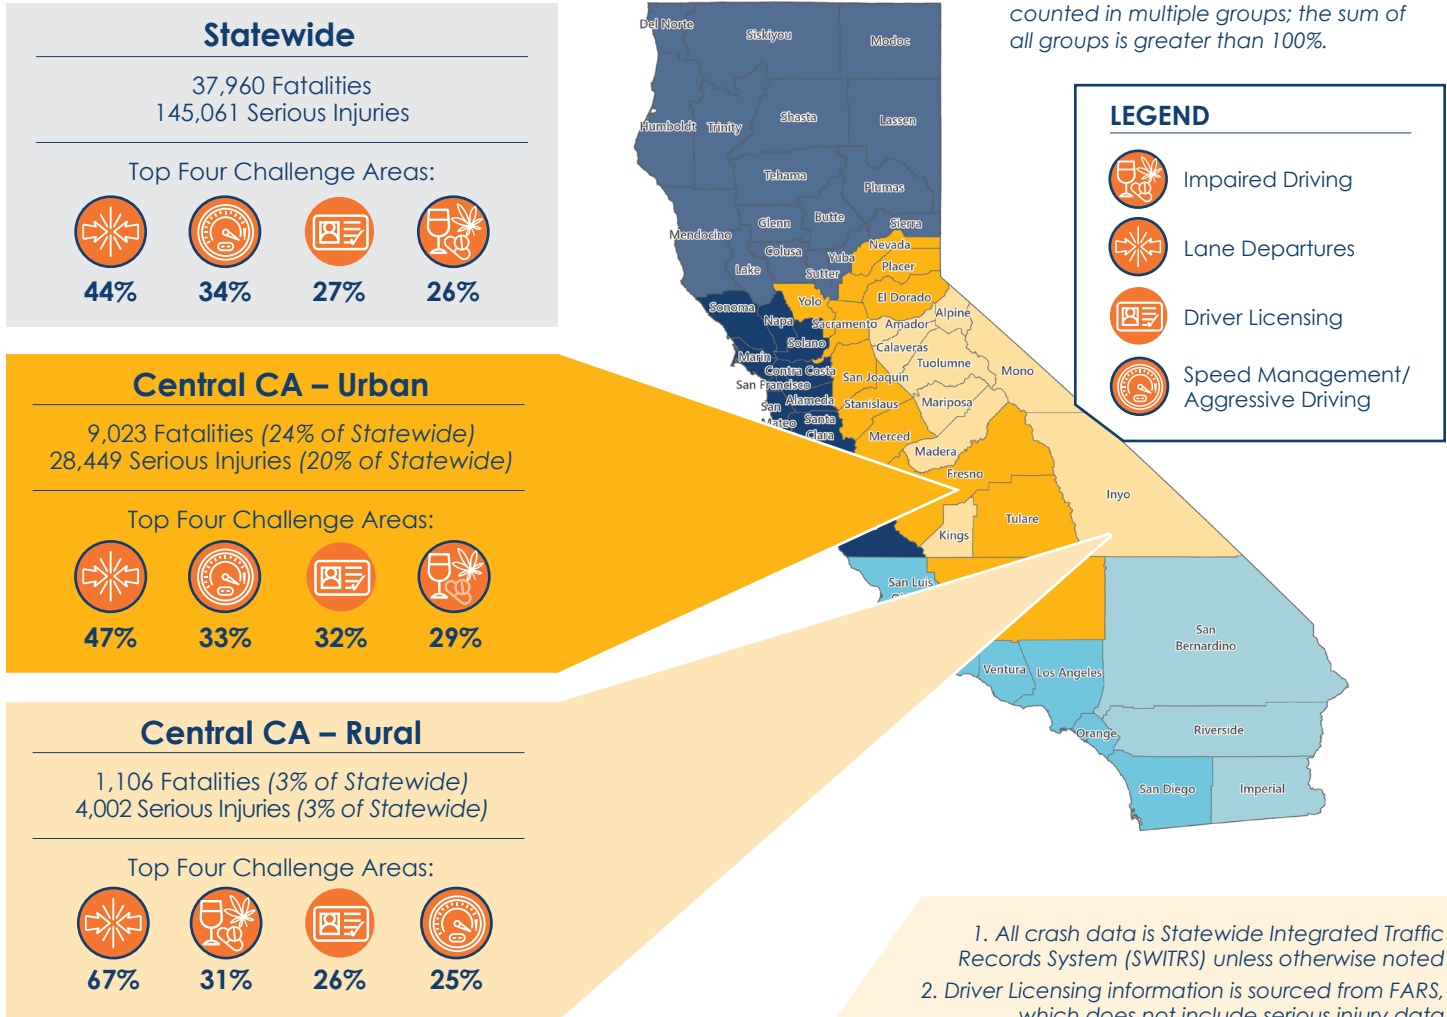 Statewide
37,960 Fatalities
145,061 Serious Injuries
Top Four Challenge Areas:
44% 34% 27% 26%
Central CA – Urban
9,023 Fatalities (24% of Statewide)
28,449 Serious Injuries (20% of Statewide)
Top Four Challenge Areas:
47% 33% 32% 29%
Central CA – Rural
1,106 Fatalities (3% of Statewide)
4,002 Serious Injuries (3% of Statewide)
Top Four Challenge Areas:
67% 31% 26% 25%
counted in multiple groups; the sum of
all groups is greater than 100%.
LEGEND
Impaired Driving
Lane Departures
Driver Licensing
Speed Management/
Aggressive Driving
Del Norte
Siskiyou
Modoc
Humboldt
Trinity
Shasta
Lassen
Tehama
Plumas
Mendocino
Glenn
Butte
Sierra
Colusa
Yuba
Nevada
Lake
Sutter
Placer
Sonoma
Yolo
El Dorado
Napa
Sacramento
Amador
Alpine
Solano
Calaveras
Marin
Contra Costa
San Joaquin
Tuolumne
Mono
San Francisco
Alameda
Stanislaus
Mariposa
San
Mateo
Santa
Clara
Merced
Madera
Fresno
Inyo
Kings
Tulare
San Luis
San
Bernardino
Ventura
Los Angeles
Orange
Riverside
San Diego
Imperial
1. All crash data is Statewide Integrated Traffic
Records System (SWITRS) unless otherwise noted
2. Driver Licensing information is sourced from FARS,
which does not include serious injury data